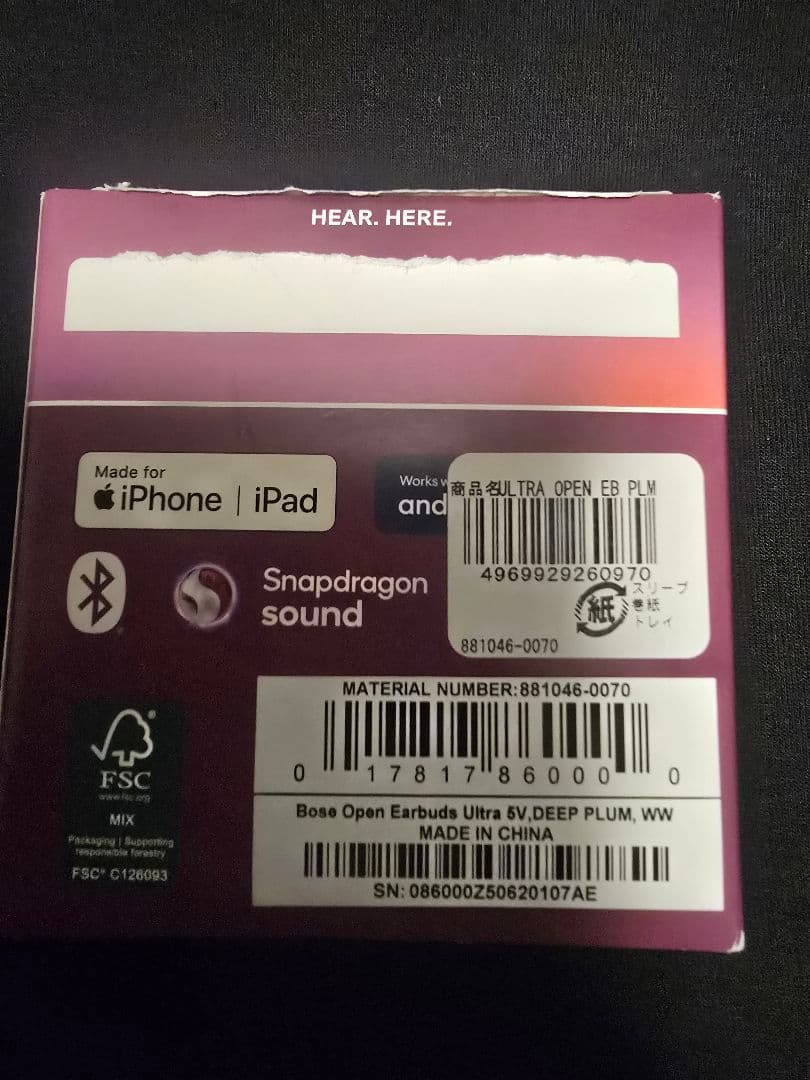 HEAR. HERE.
Made for
iPhone | iPad
Works w
and
商品名ULTRA OPEN EB PLM
4969929260970
紙
スリーブ
巻紙
トレイ
881046-0070
Snapdragon
sound
MATERIAL NUMBER:881046-0070
0 17817 86000 0
Bose Open Earbuds Ultra 5V,DEEP PLUM, WW
MADE IN CHINA
SN: 086000Z50620107AE
FSC
www.fsc.org
MIX
Packaging | Supporting
responsible forestry
FSC® C126093